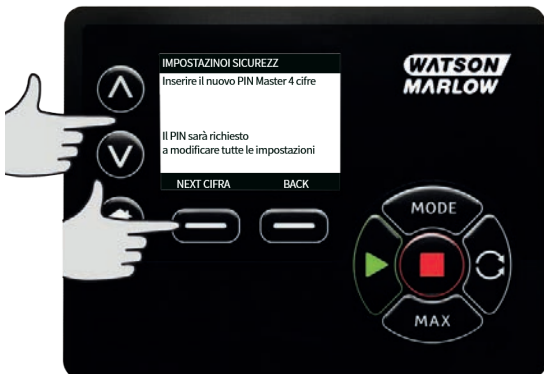 IMPOSTAZINOI SICUREZZ
Inserire il nuovo PIN Master 4 cifre
Il PIN sarà richiesto
a modificare tutte le impostazioni
NEXT CIFRA BACK
WATSON
MARLOW
MODE
MAX